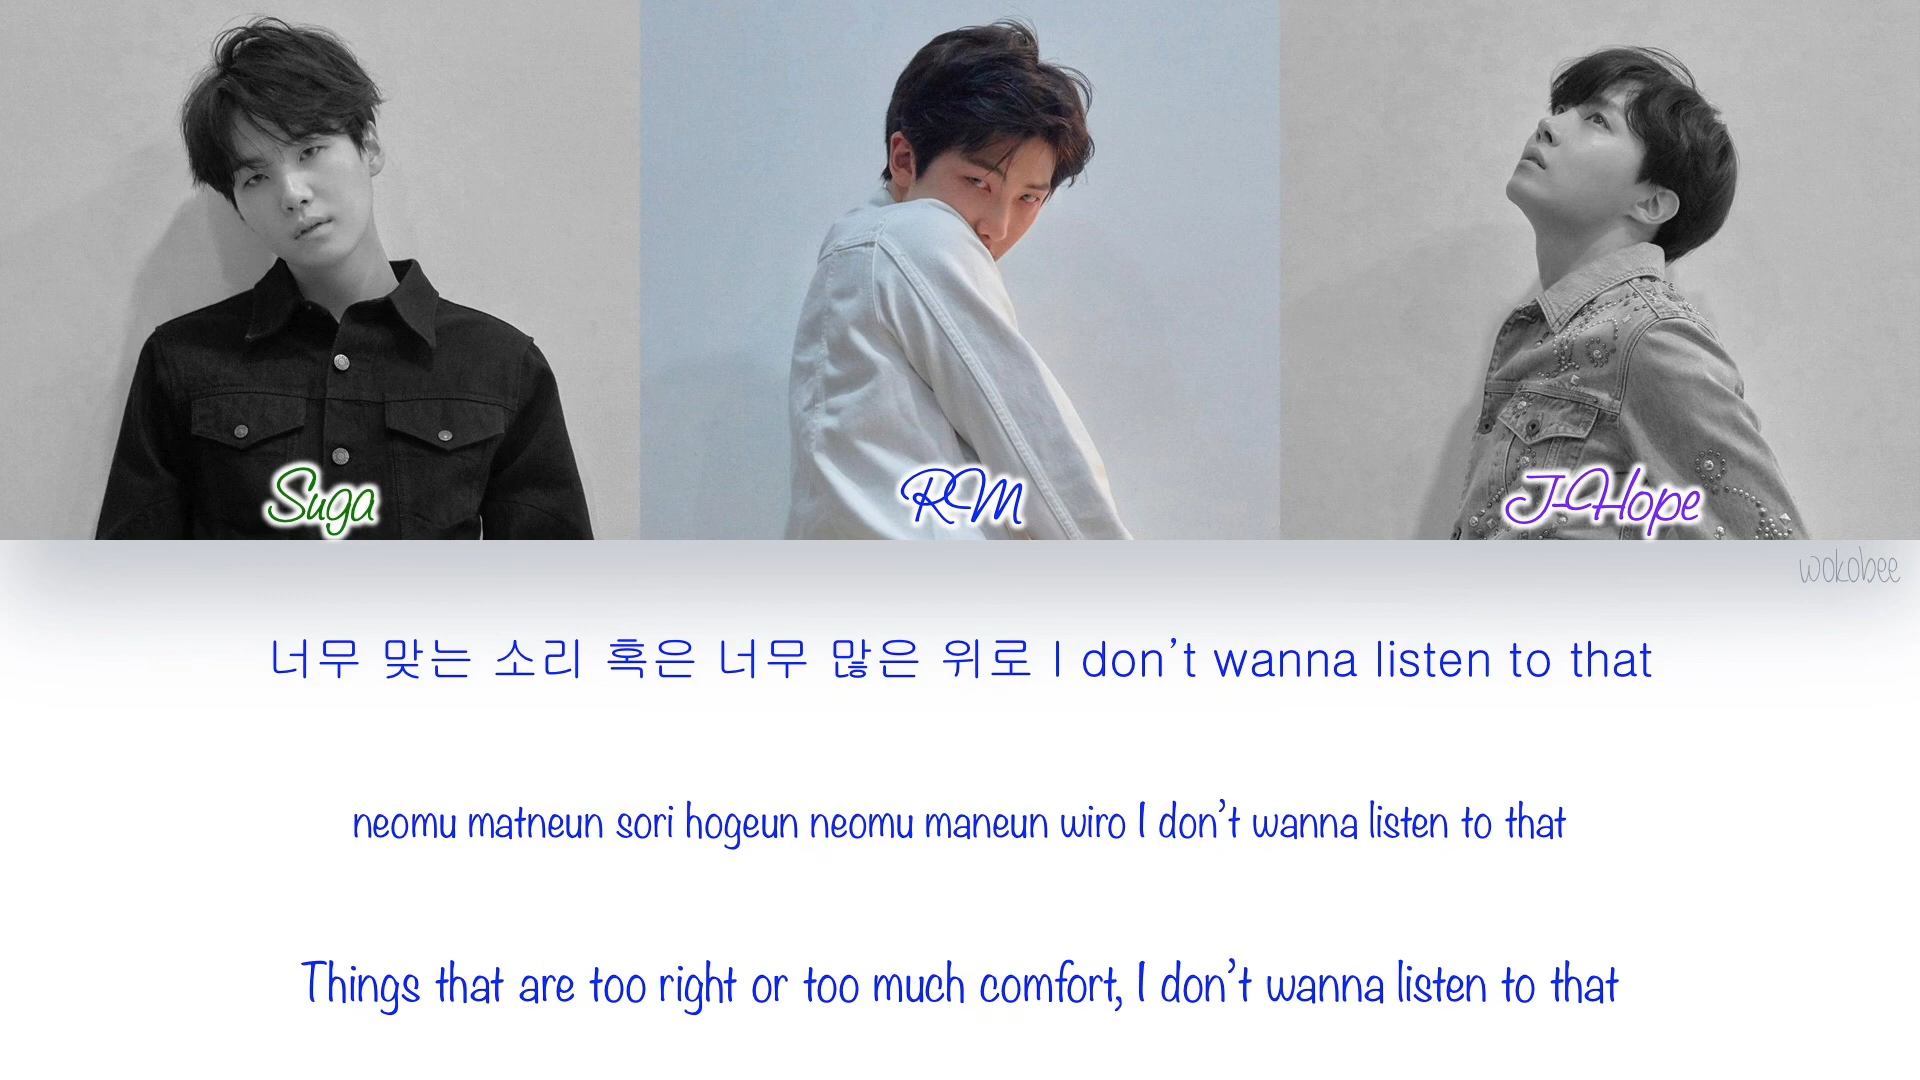 Suga
RM
J-Hope
wokobee
너무 맞는 소리 혹은 너무 많은 위로 I don't wanna listen to that
neomu matneun sori hogeun neomu maneun wiro I don't wanna listen to that
Things that are too right or too much comfort, I don't wanna listen to that